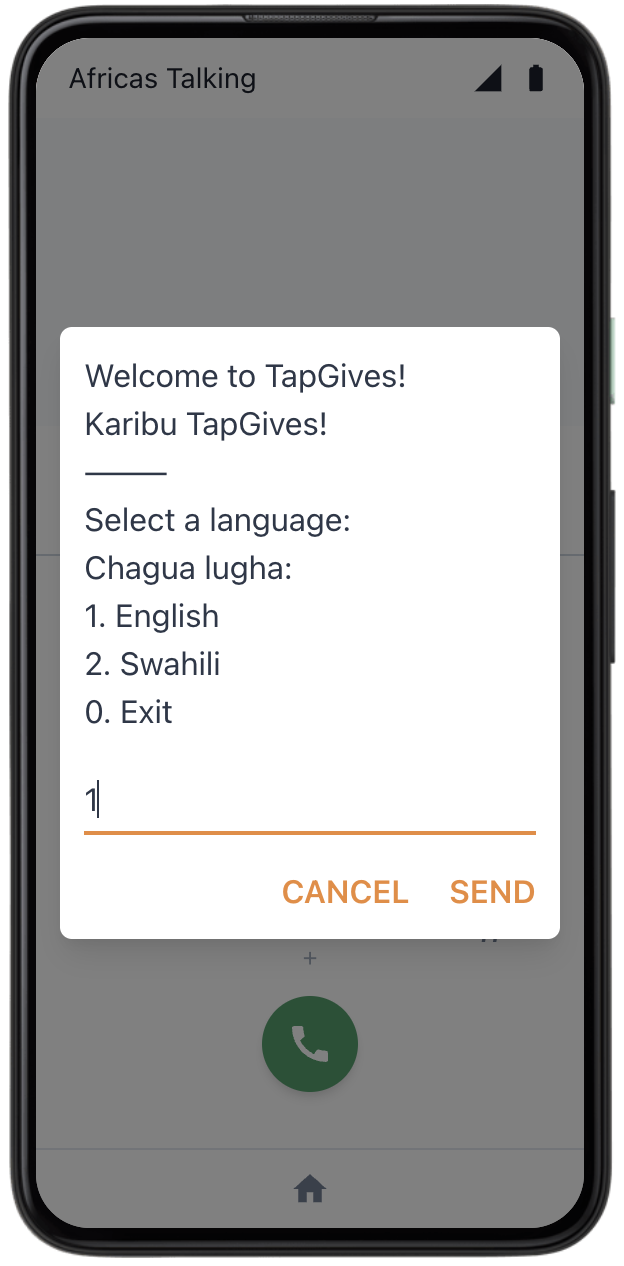 Africas Talking
Welcome to TapGives!
Karibu TapGives!
_____
Select a language:
Chagua lugha:
1. English
2. Swahili
0. Exit
1
CANCEL SEND
+